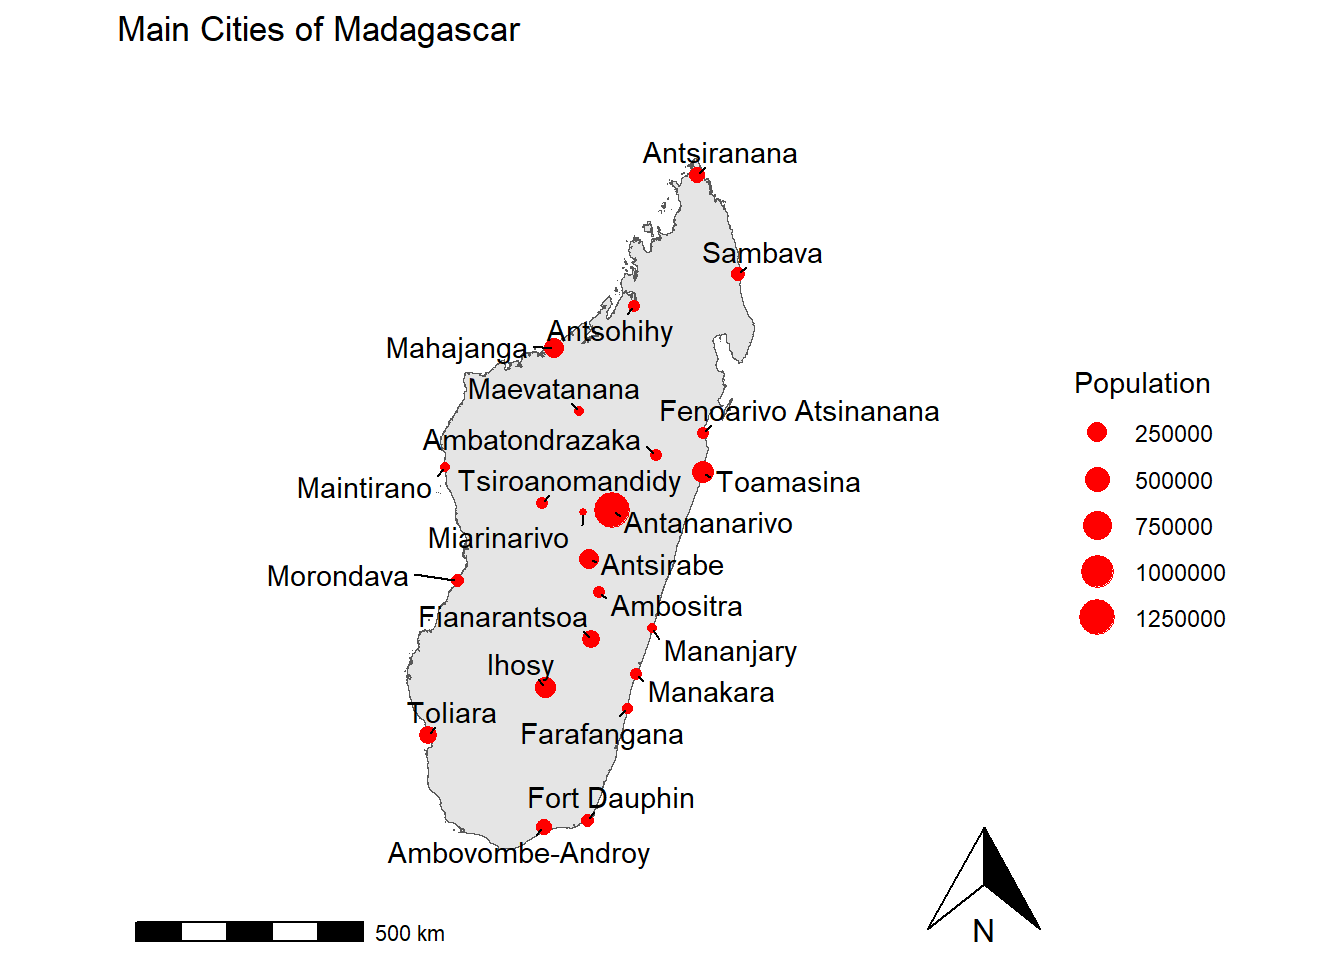 Main Cities of Madagascar
Antsiranana
Sambava
Antsohihy
Mahajanga
Maevatanana
Fenoarivo Atsinanana
Ambatondrazaka
Tsiroanomandidy
Toamasina
Maintirano
Antananarivo
Miarinarivo
Antsirabe
Morondava
Ambositra
Fianarantsoa
Mananjary
Ihosy
Manakara
Toliara
Farafangana
Fort Dauphin
Ambovombe-Androy
Population
250000
500000
750000
1000000
1250000
500 km
N